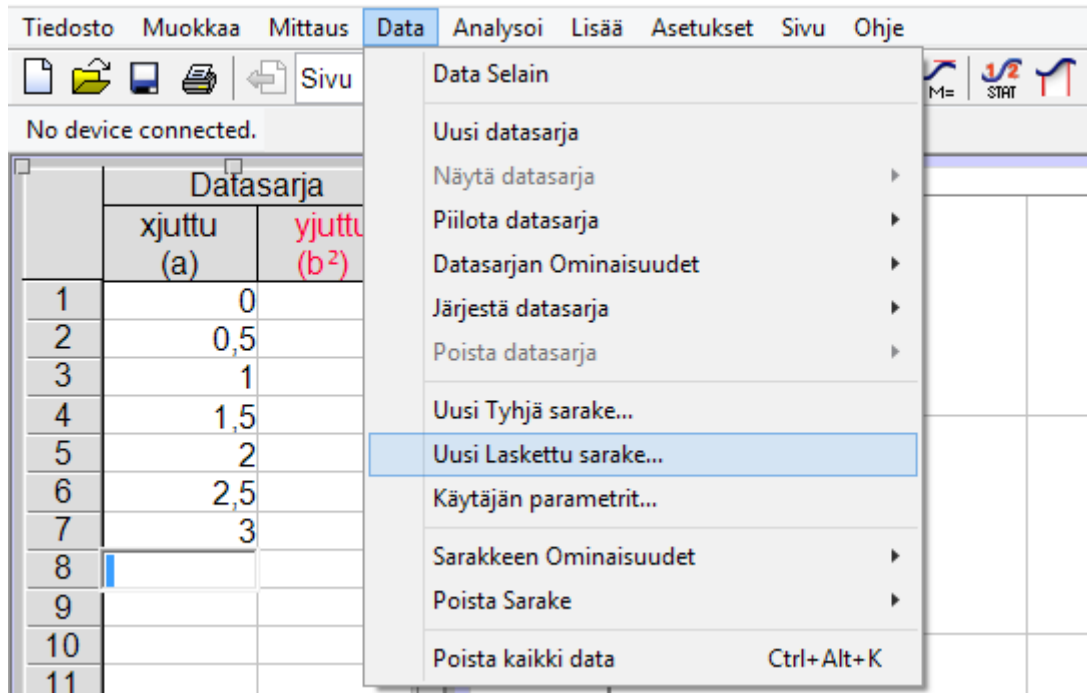 Tiedosto Muokkaa Mittaus Data Analysoi Lisää Asetukset Sivu Ohje
Sivu
M=
1/2
STAT
No device connected.
Datasarja
xjuttu yjuttu
(a) (b²)
1 0
2 0,5
3 1
4 1,5
5 2
6 2,5
7 3
8
9
10
11
Data Selain
Uusi datasarja
Näytä datasarja
Piilota datasarja
Datasarjan Ominaisuudet
Järjestä datasarja
Poista datasarja
Uusi Tyhjä sarake...
Uusi Laskettu sarake...
Käytäjän parametrit...
Sarakkeen Ominaisuudet
Poista Sarake
Poista kaikki data Ctrl+Alt+K